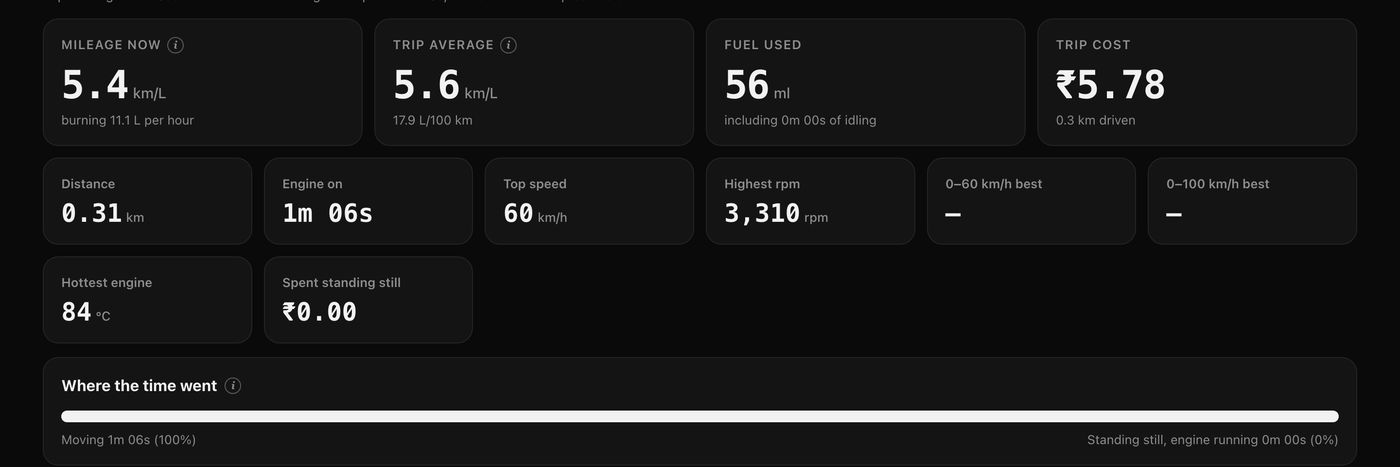 MILEAGE NOW i
5.4 km/L
burning 11.1 L per hour
TRIP AVERAGE i
5.6 km/L
17.9 L/100 km
FUEL USED
56 ml
including 0m 00s of idling
TRIP COST
₹5.78
0.3 km driven
Distance
0.31 km
Engine on
1m 06s
Top speed
60 km/h
Highest rpm
3,310 rpm
0–60 km/h best
–
0–100 km/h best
–
Hottest engine
84 °C
Spent standing still
₹0.00
Where the time went i
Moving 1m 06s (100%)
Standing still, engine running 0m 00s (0%)